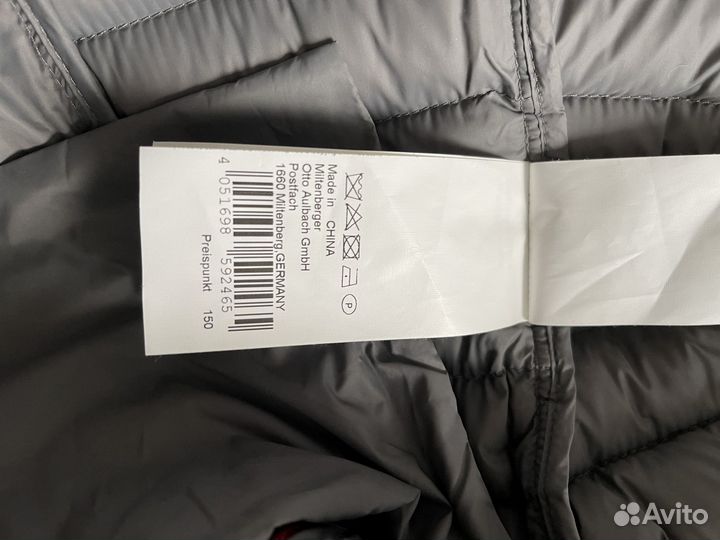 Made in CHINA
Miltenberger
Otto Aulbach GmbH
Postfach
1660 Miltenberg,GERMANY
4 051698 592465
Preispunkt 150
P
Avito